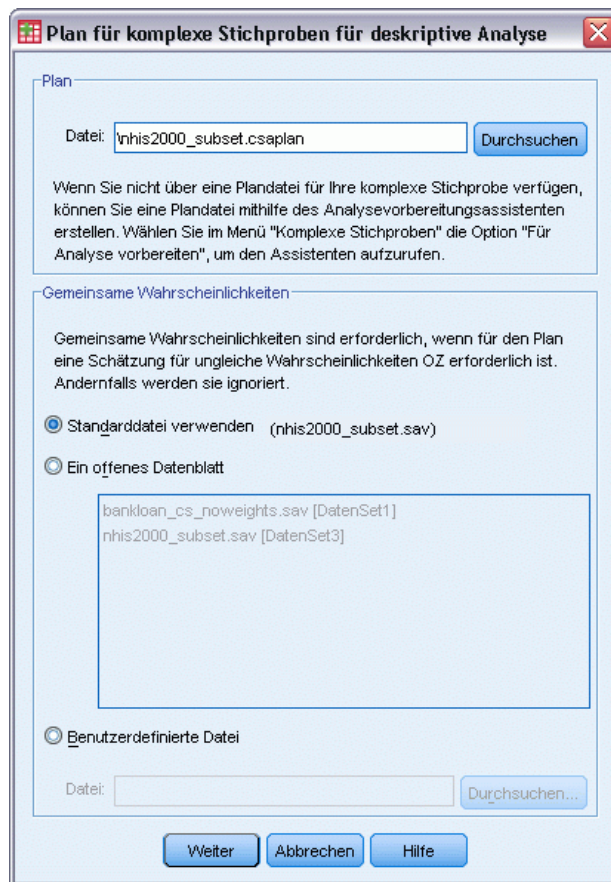 Plan für komplexe Stichproben für deskriptive Analyse
Plan
Datei: \nhis2000_subset.csaplan Durchsuchen
Wenn Sie nicht über eine Plandatei für Ihre komplexe Stichprobe verfügen,
können Sie eine Plandatei mithilfe des Analysevorbereitungsassistenten
erstellen. Wählen Sie im Menü "Komplexe Stichproben" die Option "Für
Analyse vorbereiten", um den Assistenten aufzurufen.
Gemeinsame Wahrscheinlichkeiten
Gemeinsame Wahrscheinlichkeiten sind erforderlich, wenn für den Plan
eine Schätzung für ungleiche Wahrscheinlichkeiten OZ erforderlich ist.
Andernfalls werden sie ignoriert.
Standarddatei verwenden (nhis2000_subset.sav)
Ein offenes Datenblatt
bankloan_cs_noweights.sav [DatenSet1]
nhis2000_subset.sav [DatenSet3]
Benutzerdefinierte Datei
Datei: Durchsuchen...
Weiter Abbrechen Hilfe